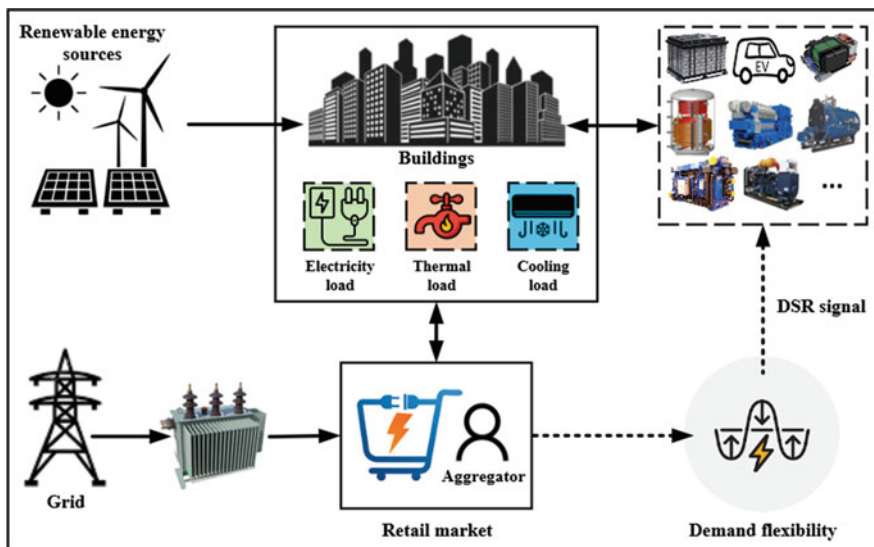 Renewable energy
sources
Buildings
EV
...
Electricity
load
Thermal
load
Cooling
load
DSR signal
Grid
Aggregator
Retail market
Demand flexibility